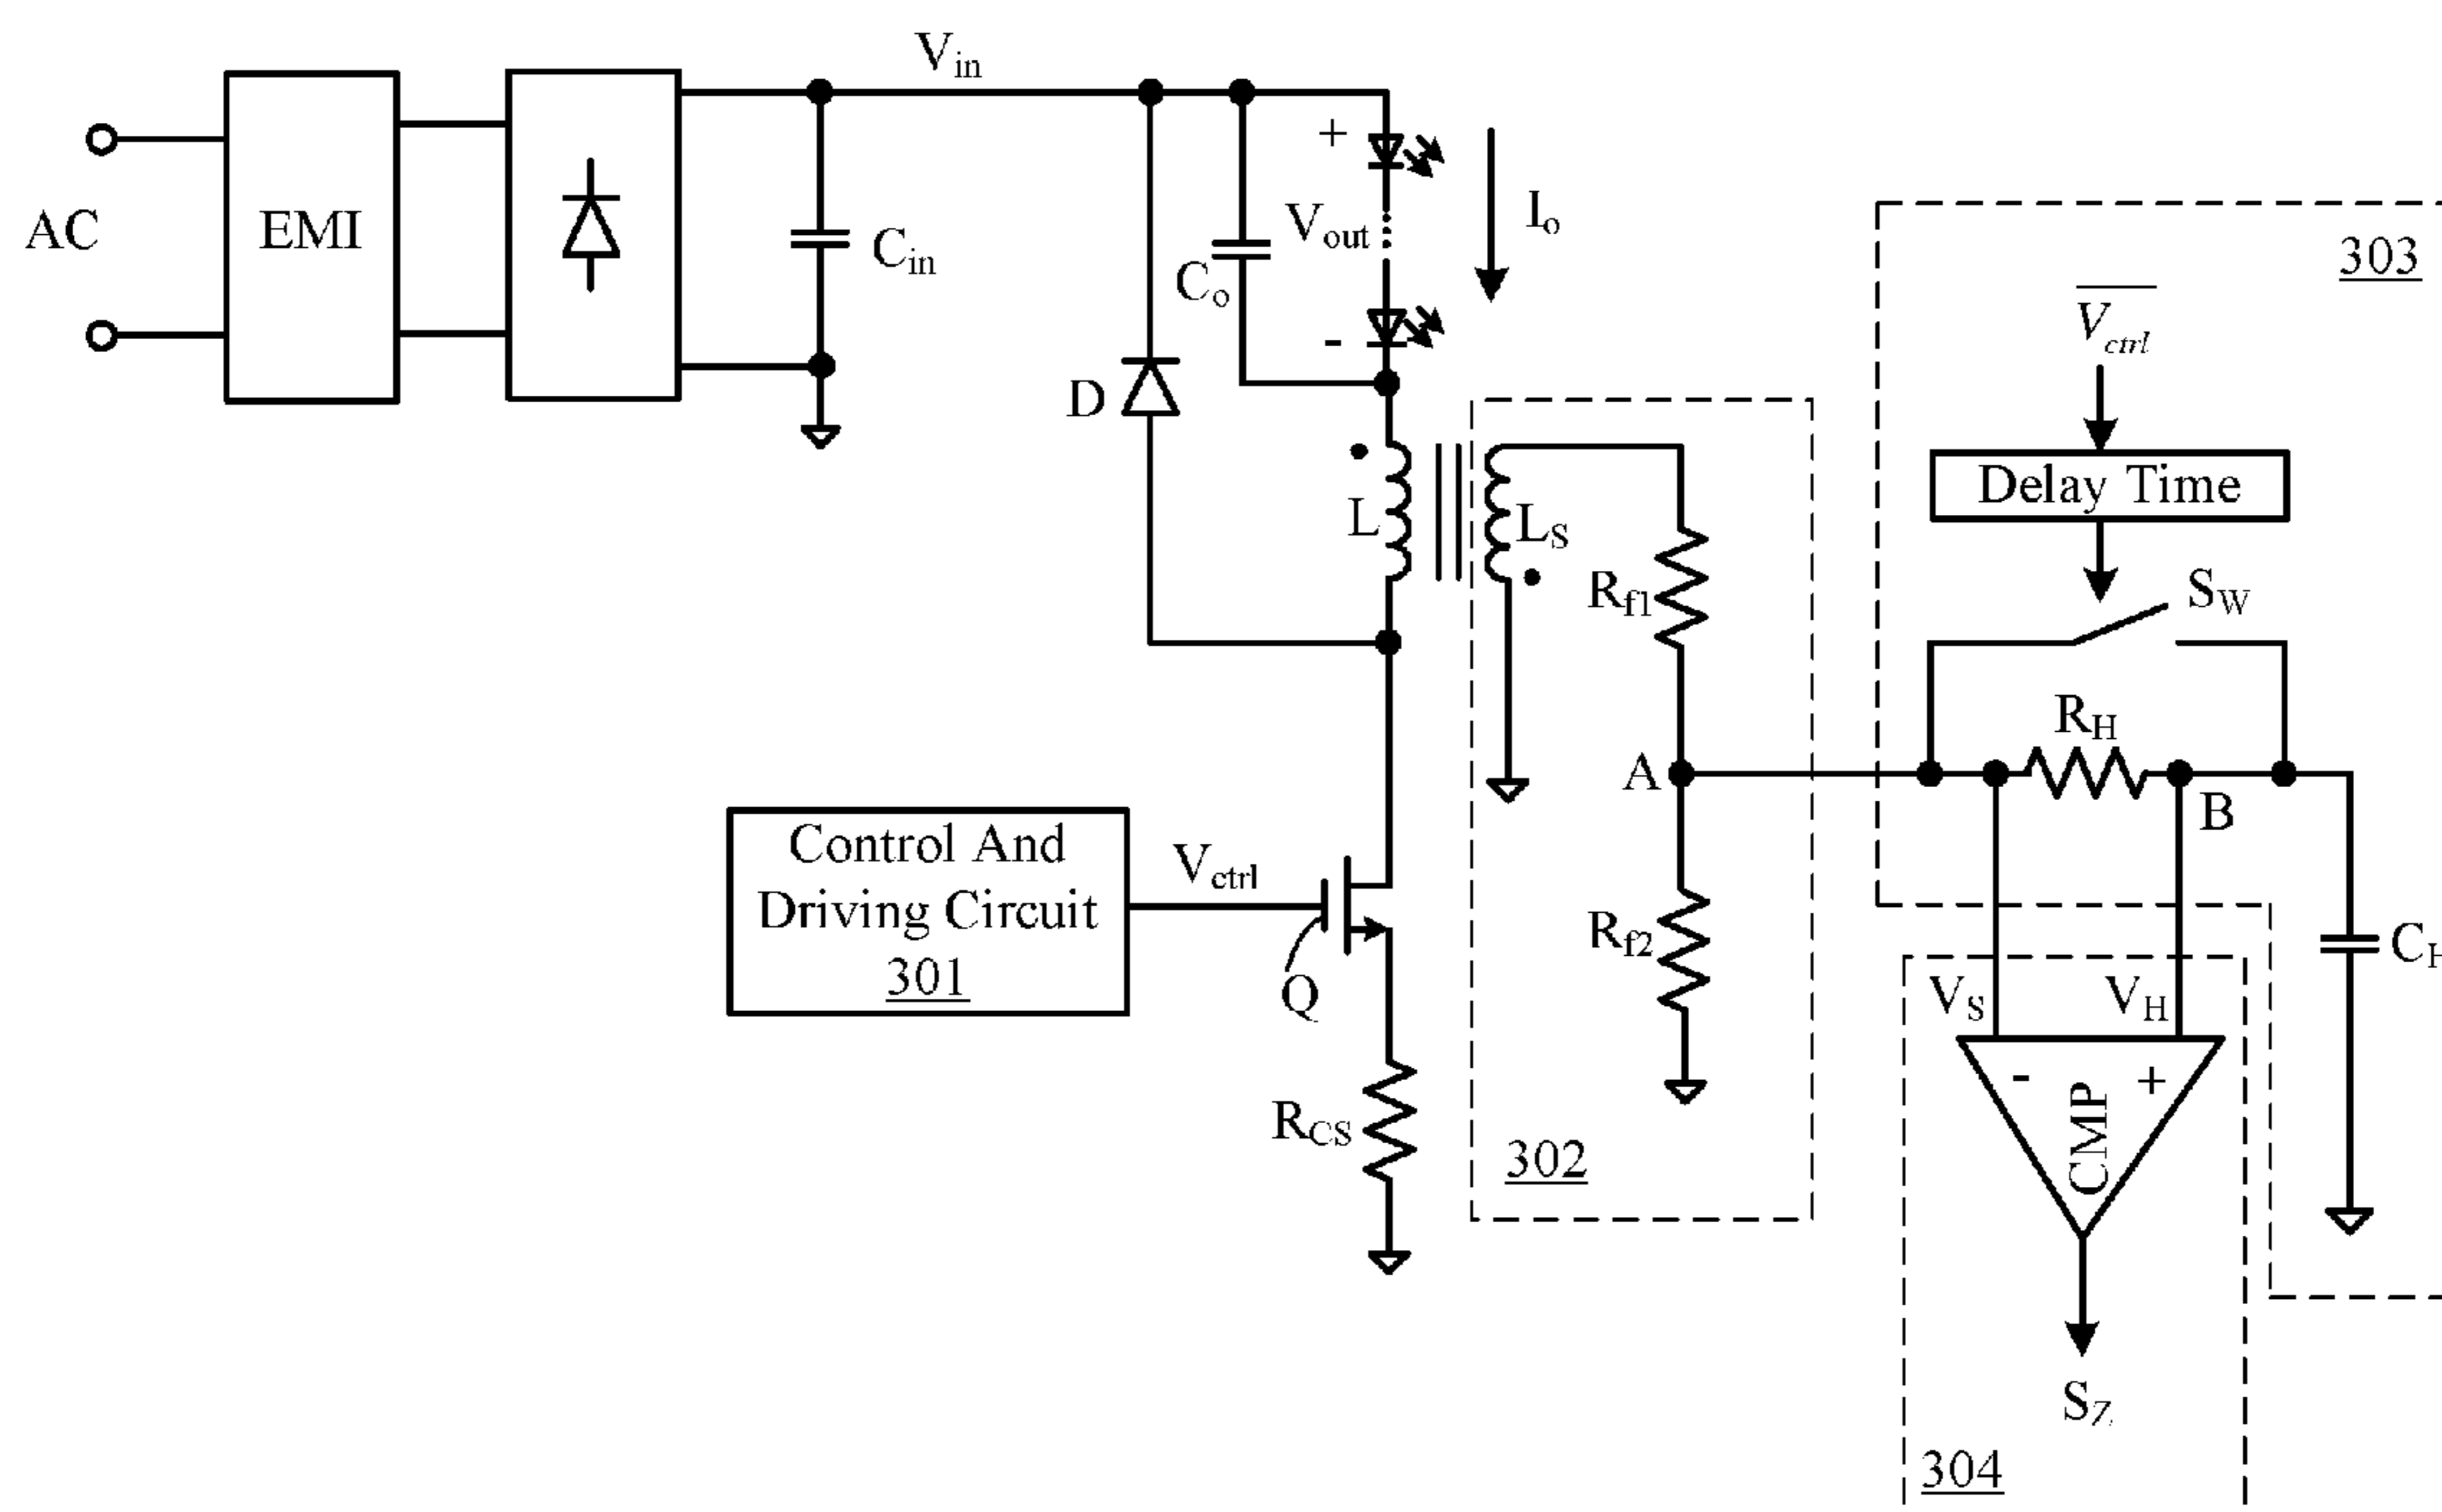 AC
EMI
Vin
Cin
D
Co
+
Vout
-
Io
L
LS
Rf1
A
Rf2
302
Control And
Driving Circuit
301
Vctrl
Q
RCS
303
V̅c̅t̅r̅l̅
Delay Time
SW
RH
B
CH
VS
VH
-
+
CMP
SZ
304